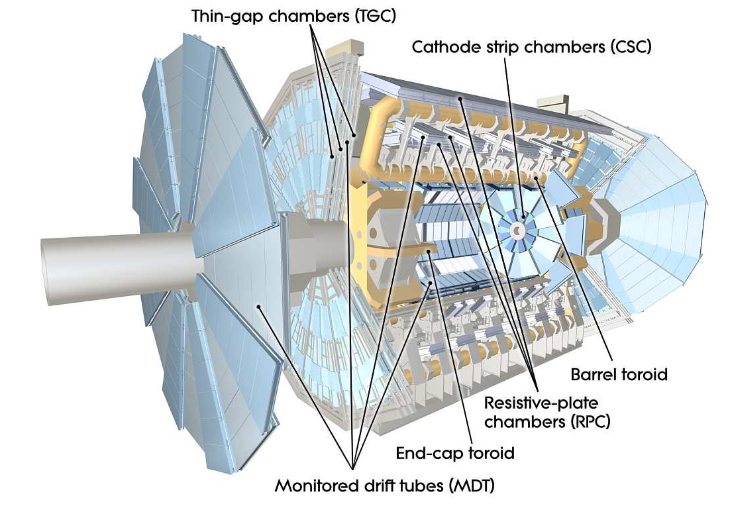 Thin-gap chambers (TGC)
Cathode strip chambers (CSC)
Barrel toroid
Resistive-plate
chambers (RPC)
End-cap toroid
Monitored drift tubes (MDT)